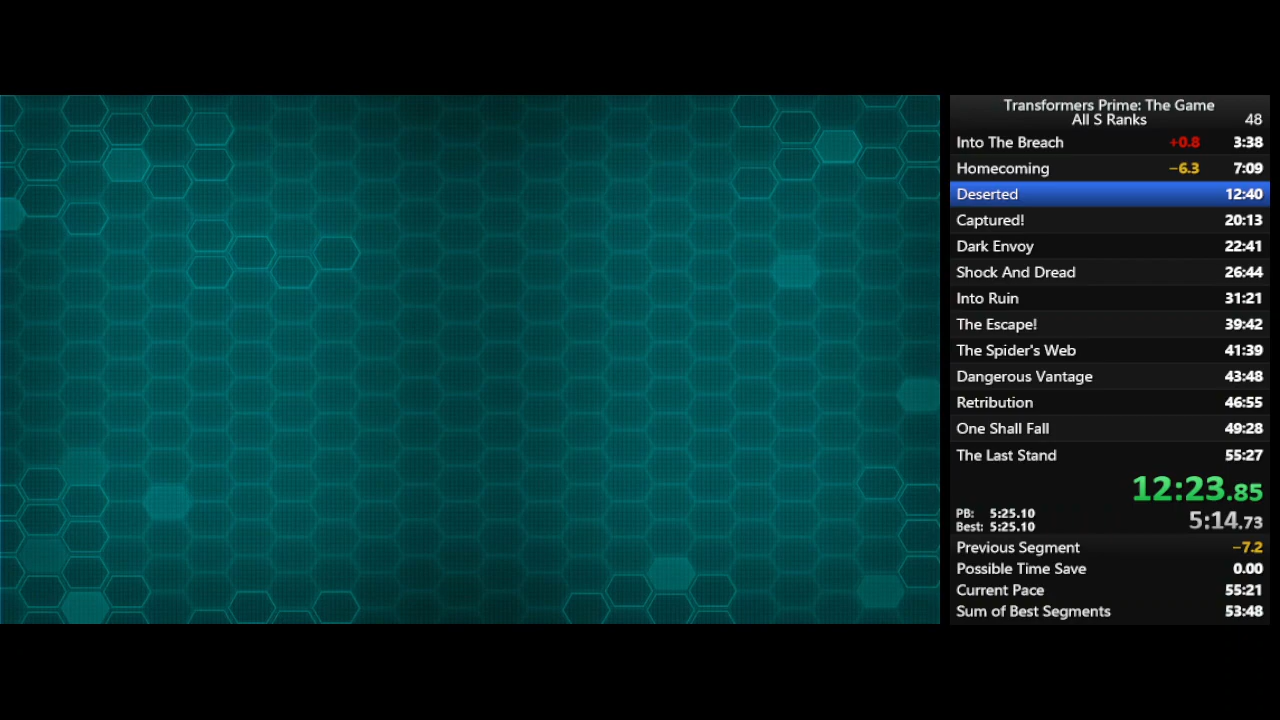 Transformers Prime: The Game
All S Ranks 48
Into The Breach +0.8 3:38
Homecoming −6.3 7:09
Deserted 12:40
Captured! 20:13
Dark Envoy 22:41
Shock And Dread 26:44
Into Ruin 31:21
The Escape! 39:42
The Spider's Web 41:39
Dangerous Vantage 43:48
Retribution 46:55
One Shall Fall 49:28
The Last Stand 55:27
12:23.85
PB: 5:25.10
Best: 5:25.10
5:14.73
Previous Segment −7.2
Possible Time Save 0.00
Current Pace 55:21
Sum of Best Segments 53:48